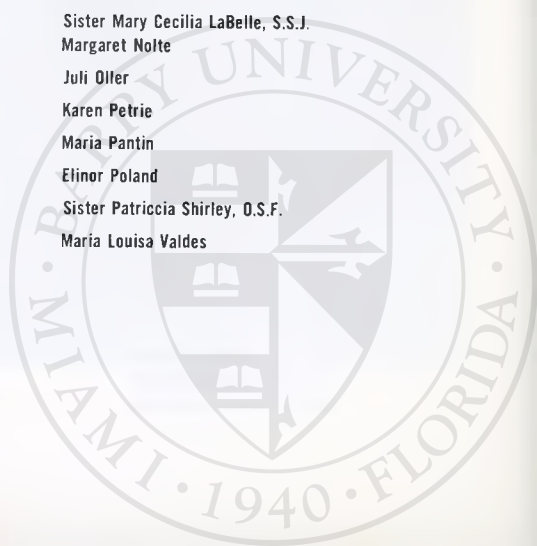 Sister Mary Cecilia LaBelle, S.S.J.
Margaret Nolte
Juli Oller
Karen Petrie
Maria Pantin
Elinor Poland
Sister Patriccia Shirley, O.S.F.
Maria Louisa Valdes
BARRY UNIVERSITY
MIAMI · 1940 · FLORIDA